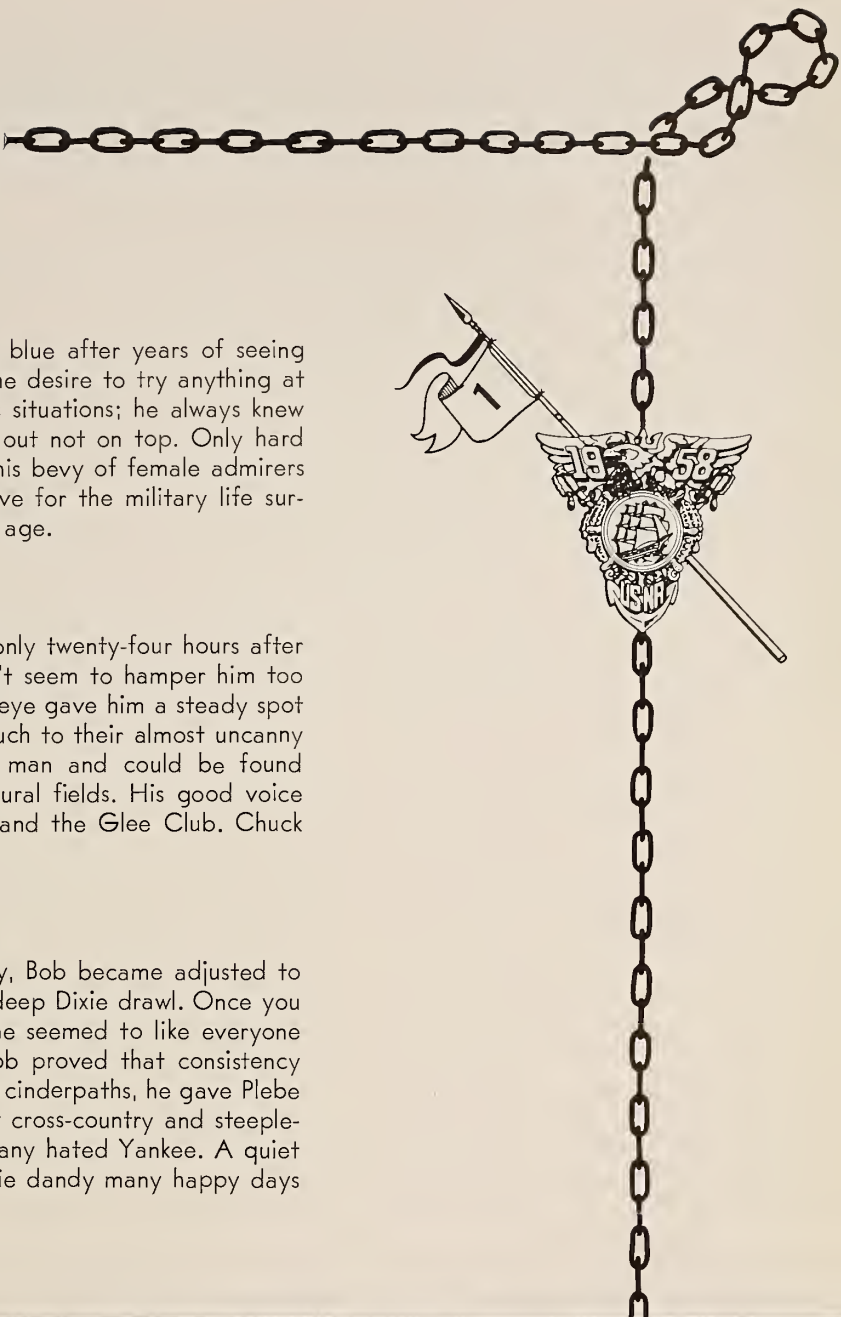 blue after years of seeing
ne desire to try anything at
situations; he always knew
out not on top. Only hard
his bevy of female admirers
ve for the military life sur-
age.
only twenty-four hours after
't seem to hamper him too
eye gave him a steady spot
uch to their almost uncanny
man and could be found
ural fields. His good voice
and the Glee Club. Chuck
y, Bob became adjusted to
deep Dixie drawl. Once you
he seemed to like everyone
ob proved that consistency
cinderpaths, he gave Plebe
cross-country and steeple-
any hated Yankee. A quiet
ie dandy many happy days
1
19 58
USNA